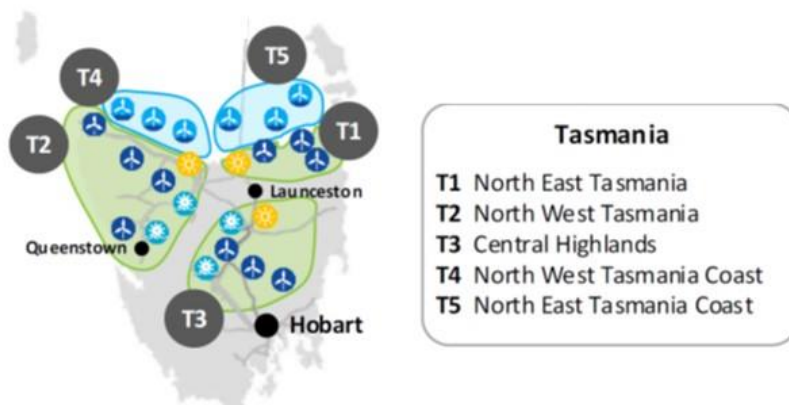 T5
T4
T1
T2
Launceston
Queenstown
T3
Hobart
Tasmania
T1 North East Tasmania
T2 North West Tasmania
T3 Central Highlands
T4 North West Tasmania Coast
T5 North East Tasmania Coast